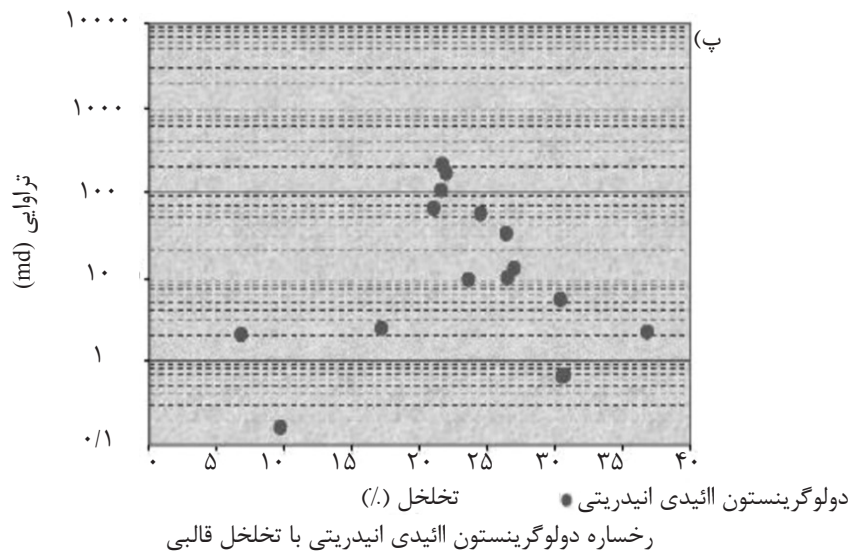 پ)
۱۰۰۰۰
۱۰۰۰
۱۰۰
۱۰
۱
۰/۱
تراوایی (md)
۰ ۵ ۱۰ ۱۵ ۲۰ ۲۵ ۳۰ ۳۵ ۴۰
تخلخل (٪)
دولوگرینستون اائیدی انیدریتی
رخساره دولوگرینستون اائیدی انیدریتی با تخلخل قالبی